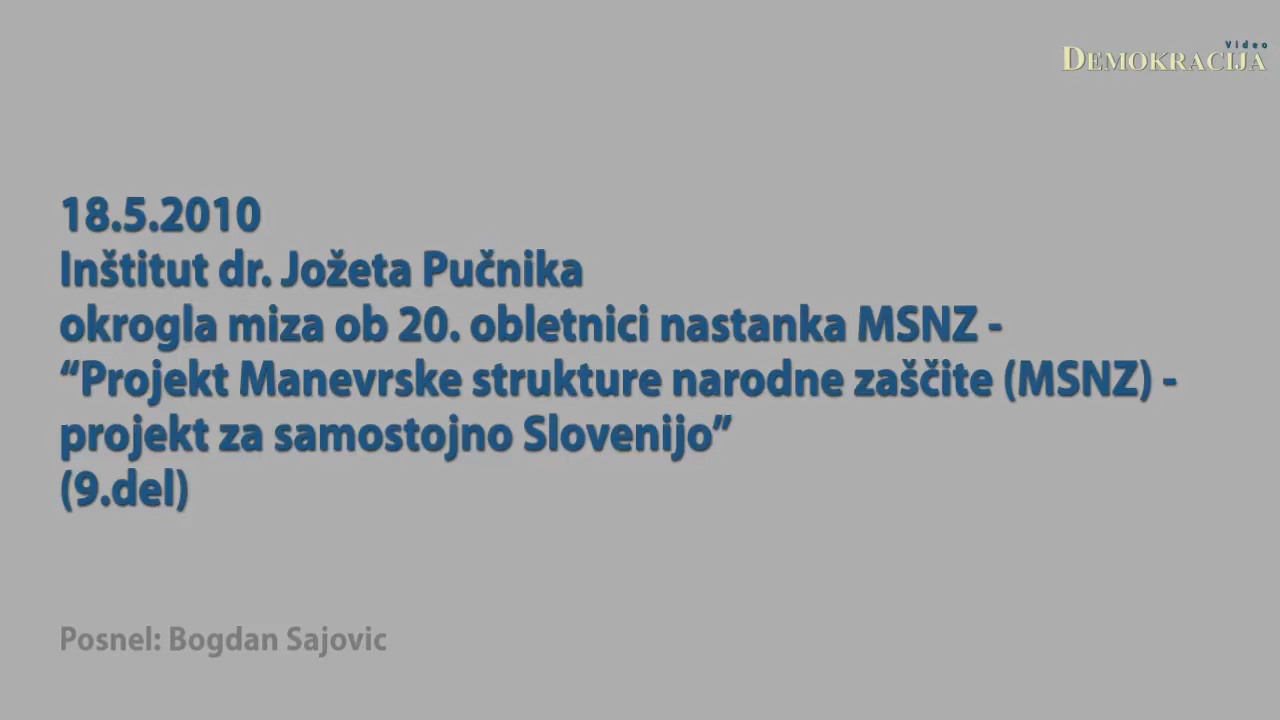 Video
DEMOKRACIJA
18.5.2010
Inštitut dr. Jožeta Pučnika
okrogla miza ob 20. obletnici nastanka MSNZ -
“Projekt Manevrske strukture narodne zaščite (MSNZ) -
projekt za samostojno Slovenijo”
(9.del)
Posnel: Bogdan Sajovic